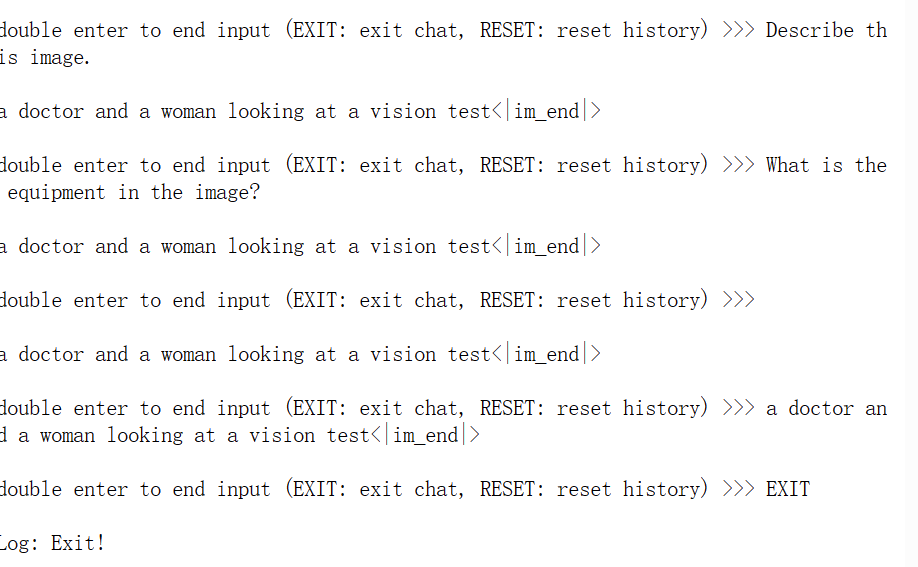 double enter to end input (EXIT: exit chat, RESET: reset history) >>> Describe th
is image.
a doctor and a woman looking at a vision test<|im_end|>
double enter to end input (EXIT: exit chat, RESET: reset history) >>> What is the
equipment in the image?
a doctor and a woman looking at a vision test<|im_end|>
double enter to end input (EXIT: exit chat, RESET: reset history) >>>
a doctor and a woman looking at a vision test<|im_end|>
double enter to end input (EXIT: exit chat, RESET: reset history) >>> a doctor an
d a woman looking at a vision test<|im_end|>
double enter to end input (EXIT: exit chat, RESET: reset history) >>> EXIT
Log: Exit!